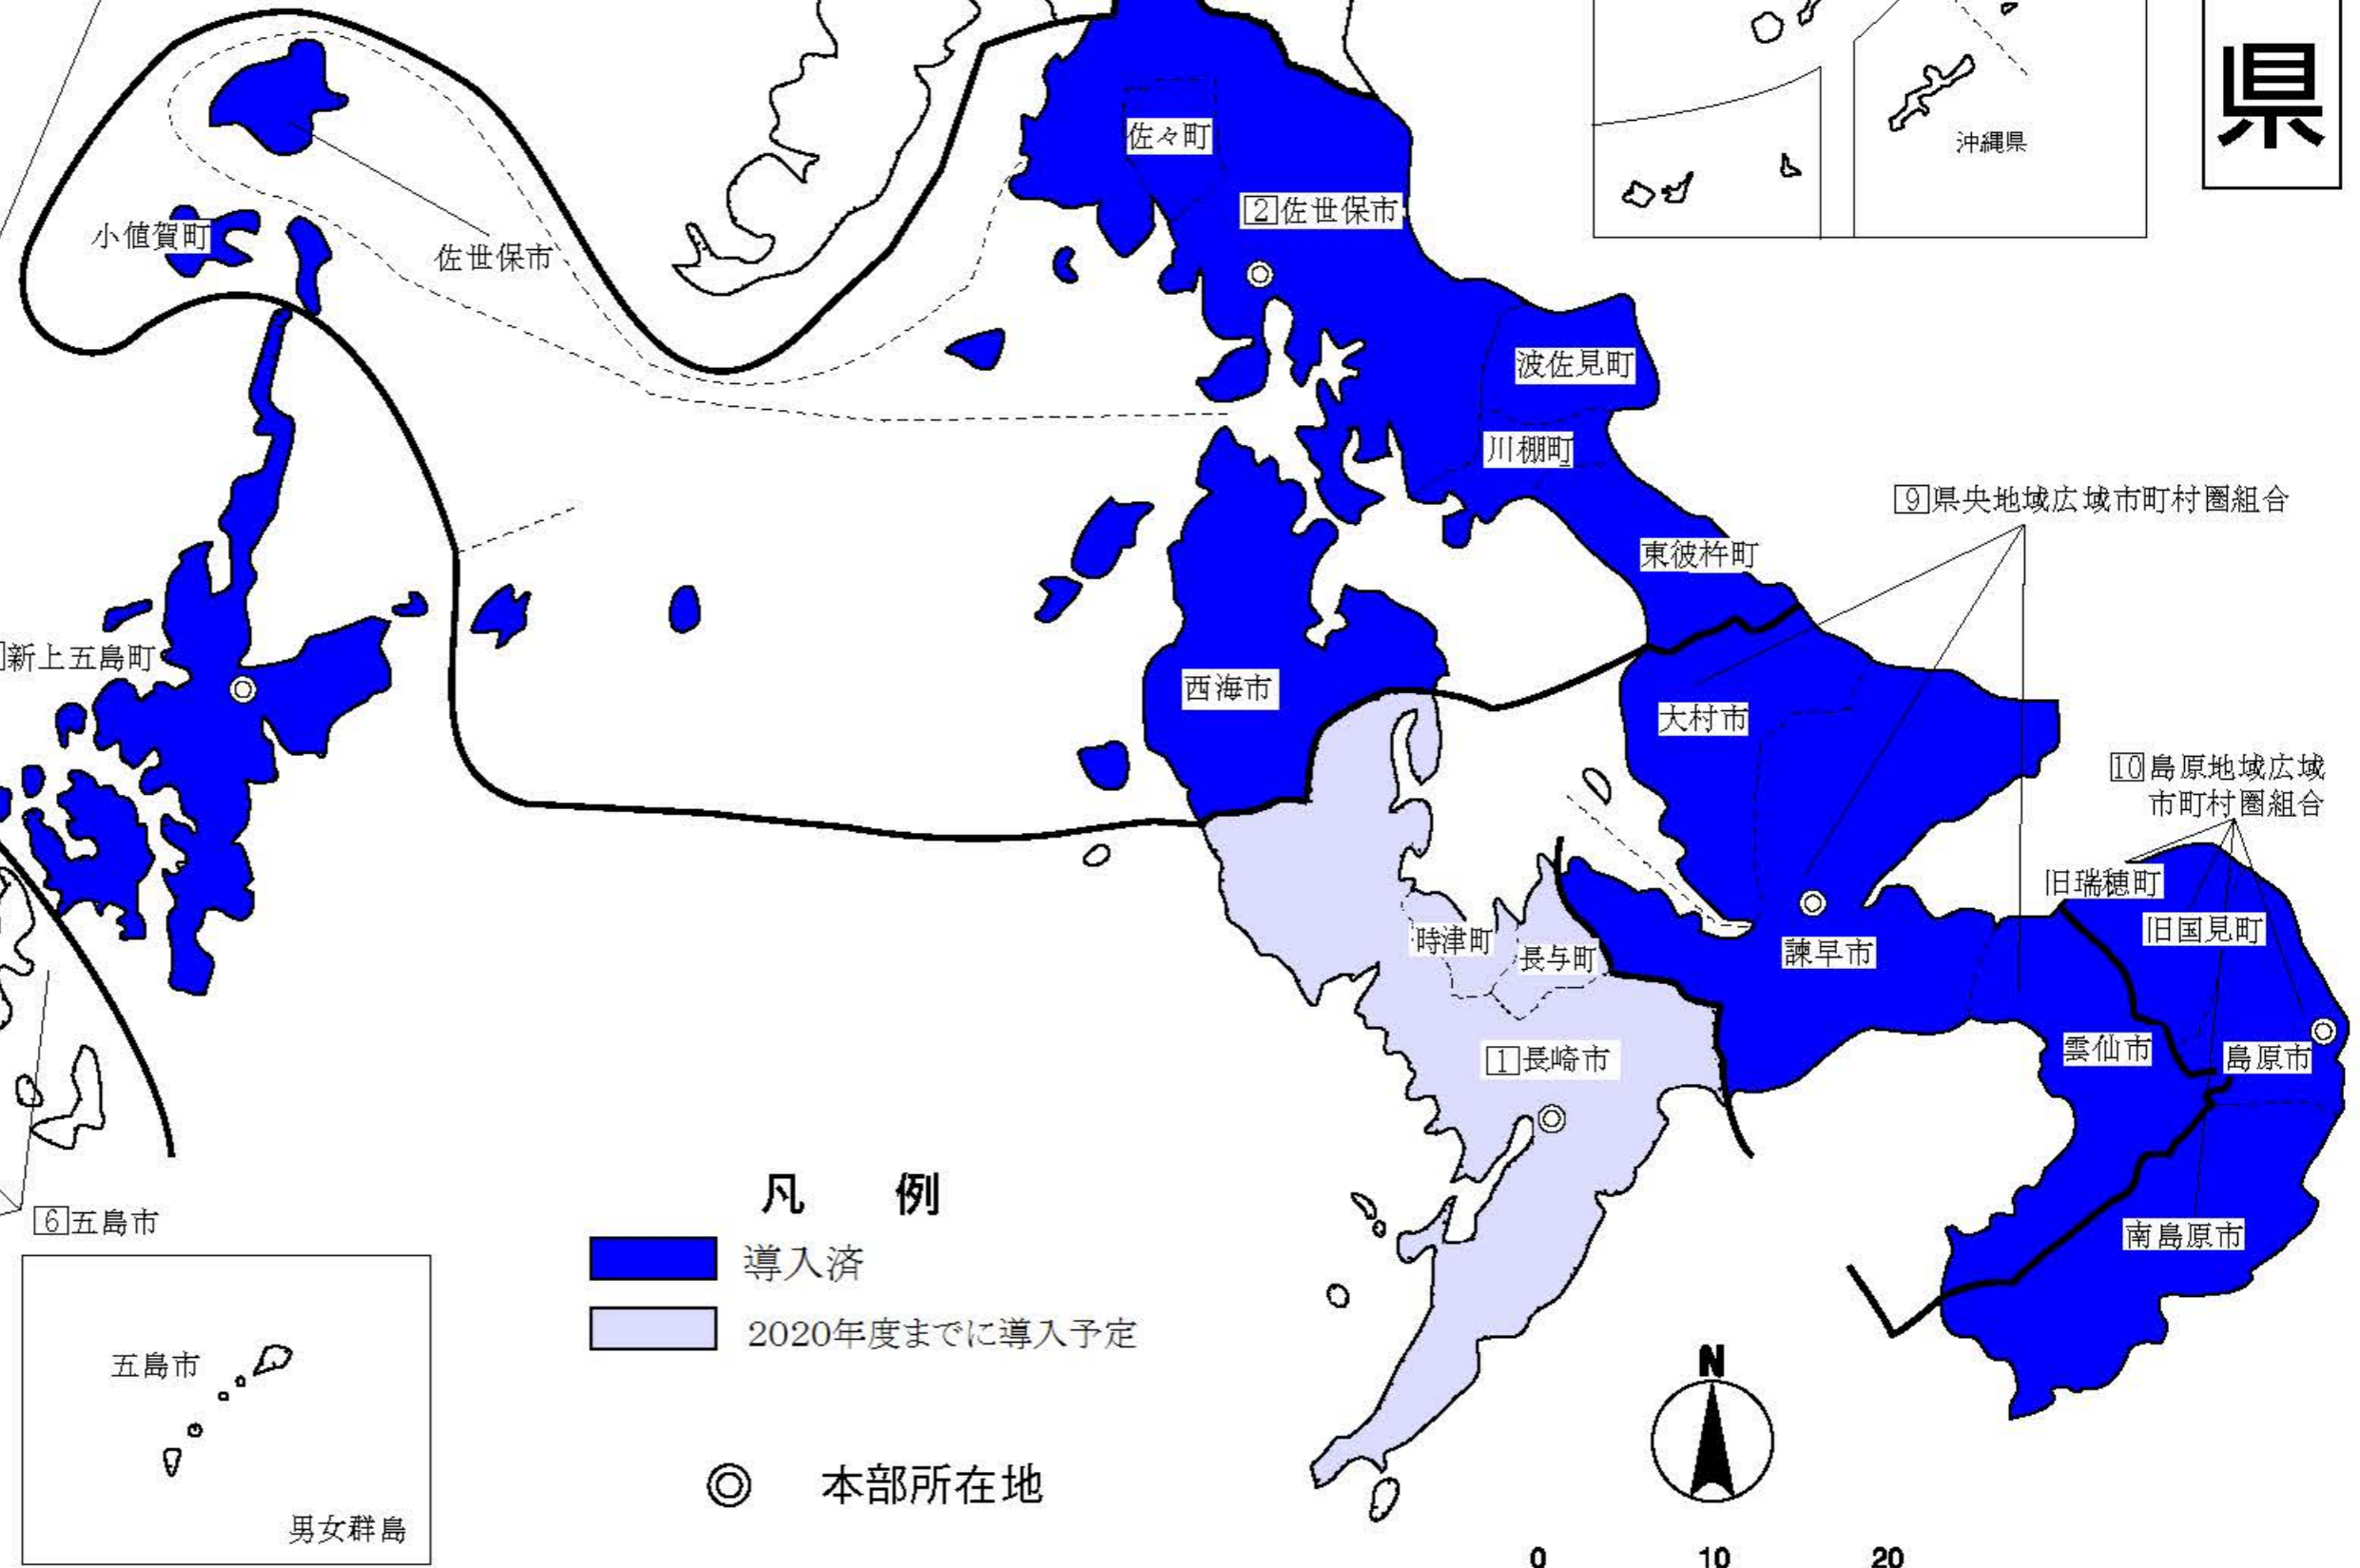 県
沖縄県
佐々町
2佐世保市
小値賀町
佐世保市
波佐見町
川棚町
9県央地域広域市町村圏組合
東彼杵町
新上五島町
西海市
大村市
10島原地域広域
市町村圏組合
旧瑞穂町
旧国見町
時津町
長与町
諫早市
雲仙市
島原市
1長崎市
凡 例
導入済
2020年度までに導入予定
6五島市
南島原市
五島市
男女群島
本部所在地
N
0 10 20